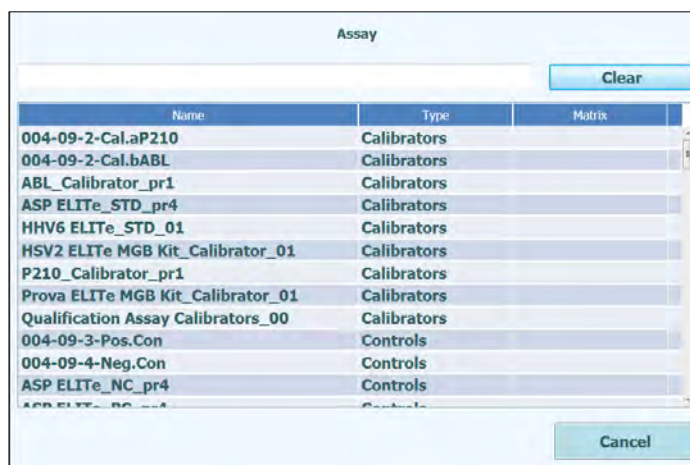 Assay
Clear
Name Type Matrix
004-09-2-Cal.aP210 Calibrators
004-09-2-Cal.bABL Calibrators
ABL_Calibrator_pr1 Calibrators
ASP ELITe_STD_pr4 Calibrators
HHV6 ELITe_STD_01 Calibrators
HSV2 ELITe MGB Kit_Calibrator_01 Calibrators
P210_Calibrator_pr1 Calibrators
Prova ELITe MGB Kit_Calibrator_01 Calibrators
Qualification Assay Calibrators_00 Calibrators
004-09-3-Pos.Con Controls
004-09-4-Neg.Con Controls
ASP ELITe_NC_pr4 Controls
Cancel